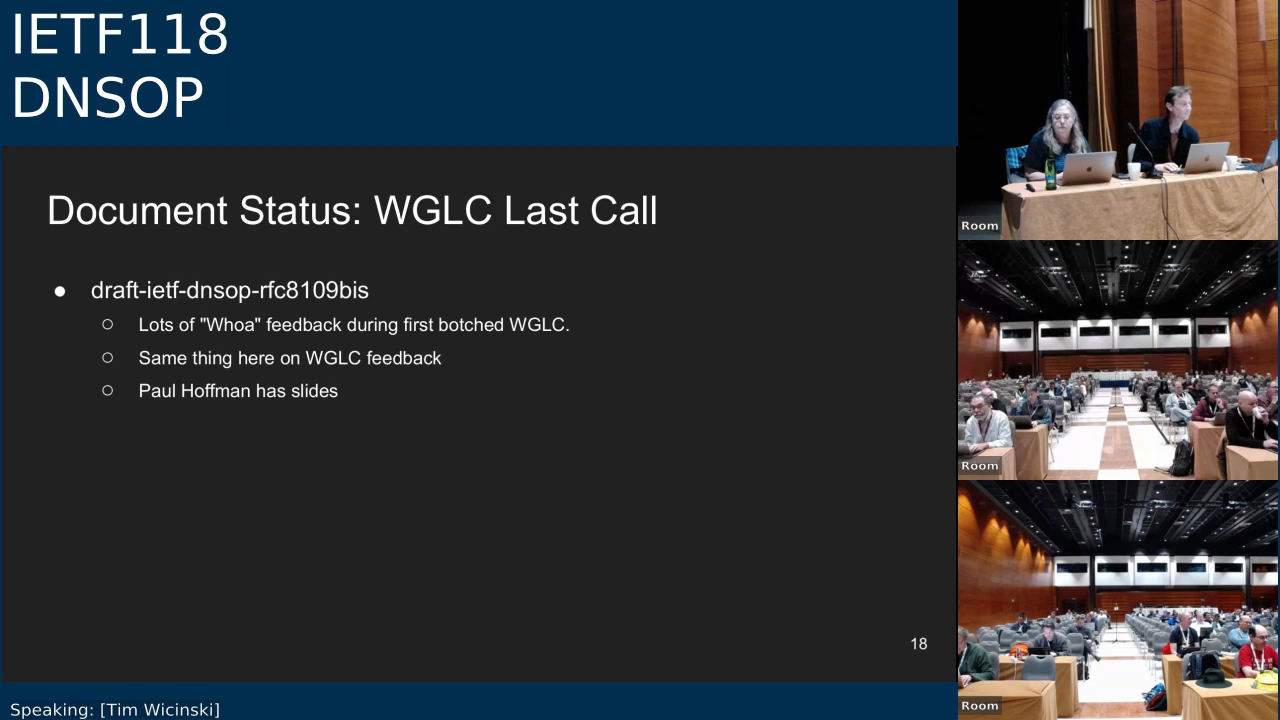 IETF118
DNSOP
Document Status: WGLC Last Call
● draft-ietf-dnsop-rfc8109bis
○ Lots of "Whoa" feedback during first botched WGLC.
○ Same thing here on WGLC feedback
○ Paul Hoffman has slides
18
Speaking: [Tim Wicinski]
Room
Room
Room